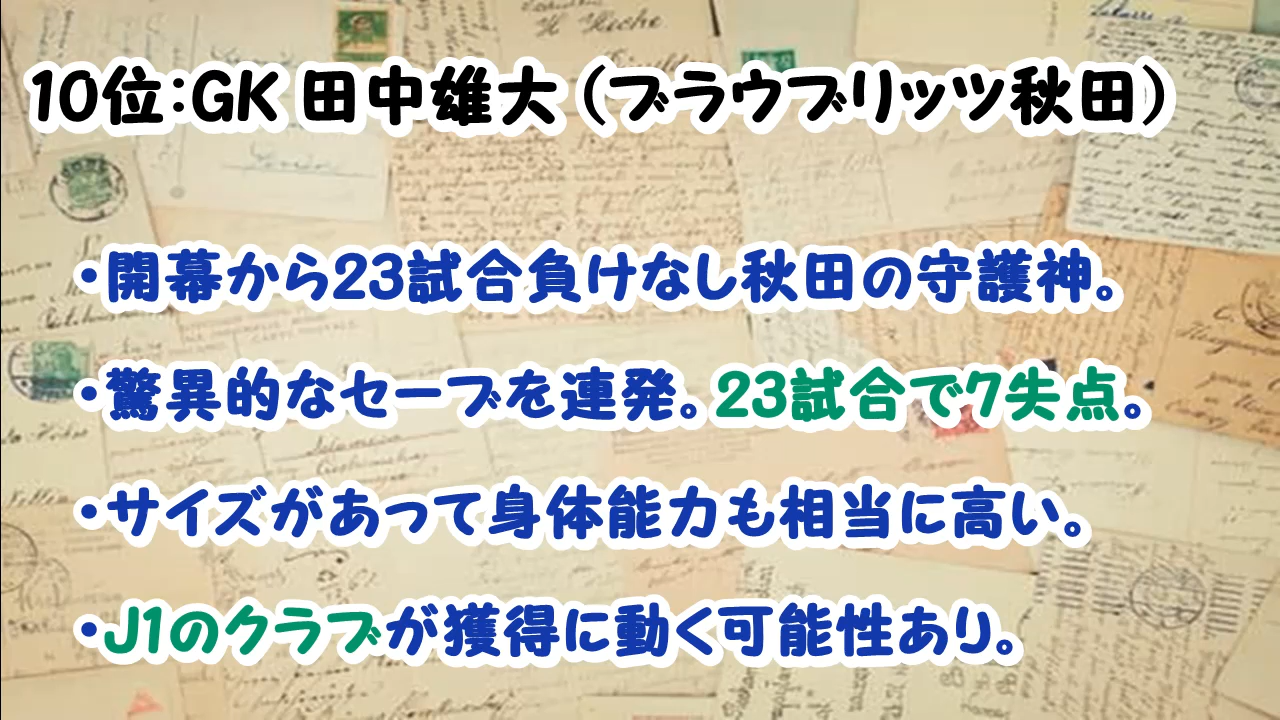 10位:GK 田中雄大（ブラウブリッツ秋田）
・開幕から23試合負けなし秋田の守護神。
・驚異的なセーブを連発。23試合で7失点。
・サイズがあって身体能力も相当に高い。
・J1のクラブが獲得に動く可能性あり。